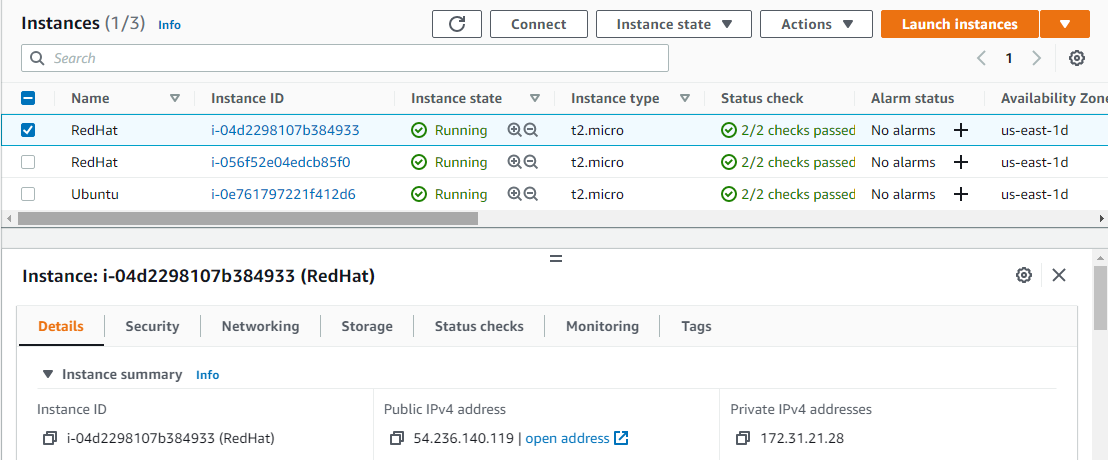 Instances (1/3) Info Connect Instance state Actions Launch instances
Search 1
Name Instance ID Instance state Instance type Status check Alarm status Availability Zone
RedHat i-04d2298107b384933 Running t2.micro 2/2 checks passed No alarms us-east-1d
RedHat i-056f52e04edcb85f0 Running t2.micro 2/2 checks passed No alarms us-east-1d
Ubuntu i-0e761797221f412d6 Running t2.micro 2/2 checks passed No alarms us-east-1d
Instance: i-04d2298107b384933 (RedHat)
Details Security Networking Storage Status checks Monitoring Tags
Instance summary Info
Instance ID Public IPv4 address Private IPv4 addresses
i-04d2298107b384933 (RedHat) 54.236.140.119 | open address 172.31.21.28